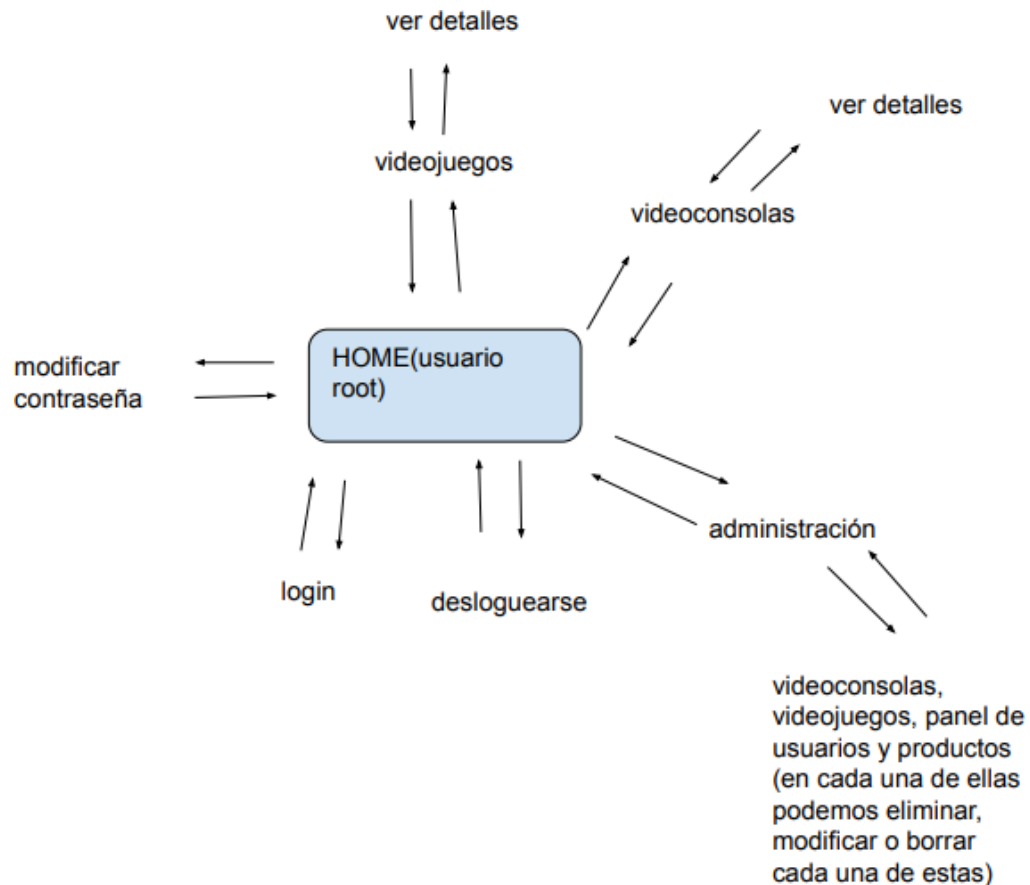 ver detalles
ver detalles
videojuegos
videoconsolas
HOME(usuario
root)
modificar
contraseña
administración
login
desloguearse
videoconsolas,
videojuegos, panel de
usuarios y productos
(en cada una de ellas
podemos eliminar,
modificar o borrar
cada una de estas)